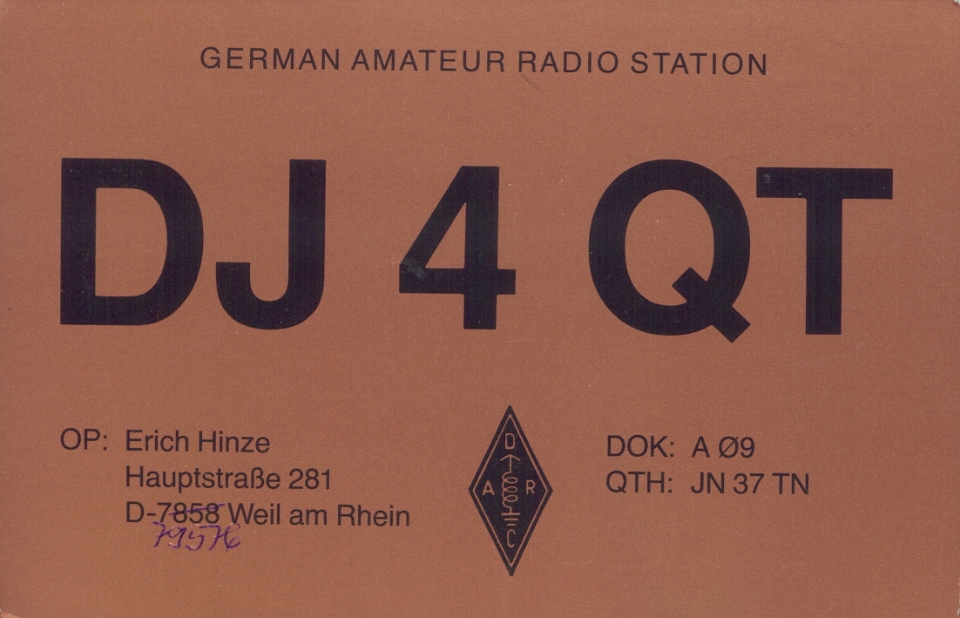 GERMAN AMATEUR RADIO STATION
DJ 4 QT
OP: Erich Hinze
Hauptstraße 281
D-7858 Weil am Rhein
79576
D
A R
C
DOK: A Ø9
QTH: JN 37 TN